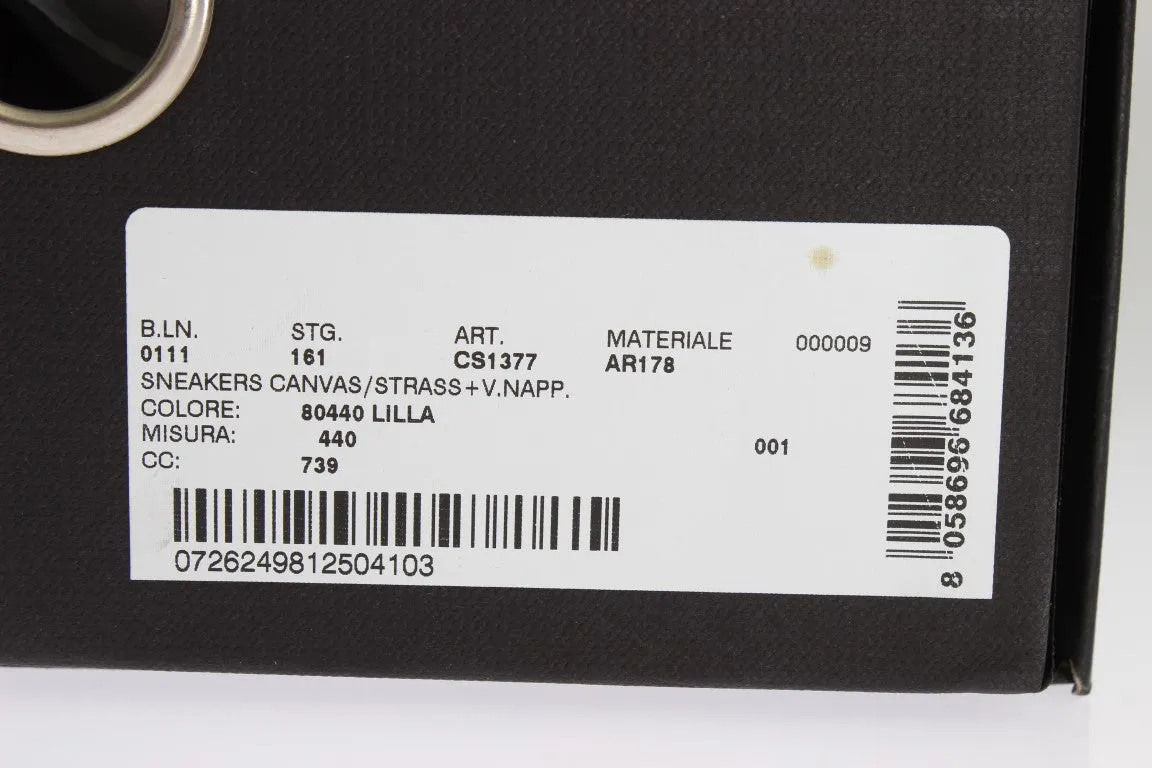 B.LN. STG. ART. MATERIALE 000009
0111 161 CS1377 AR178
SNEAKERS CANVAS/STRASS+V.NAPP.
COLORE: 80440 LILLA
MISURA: 440 001
CC: 739
0726249812504103
8 058696 684136